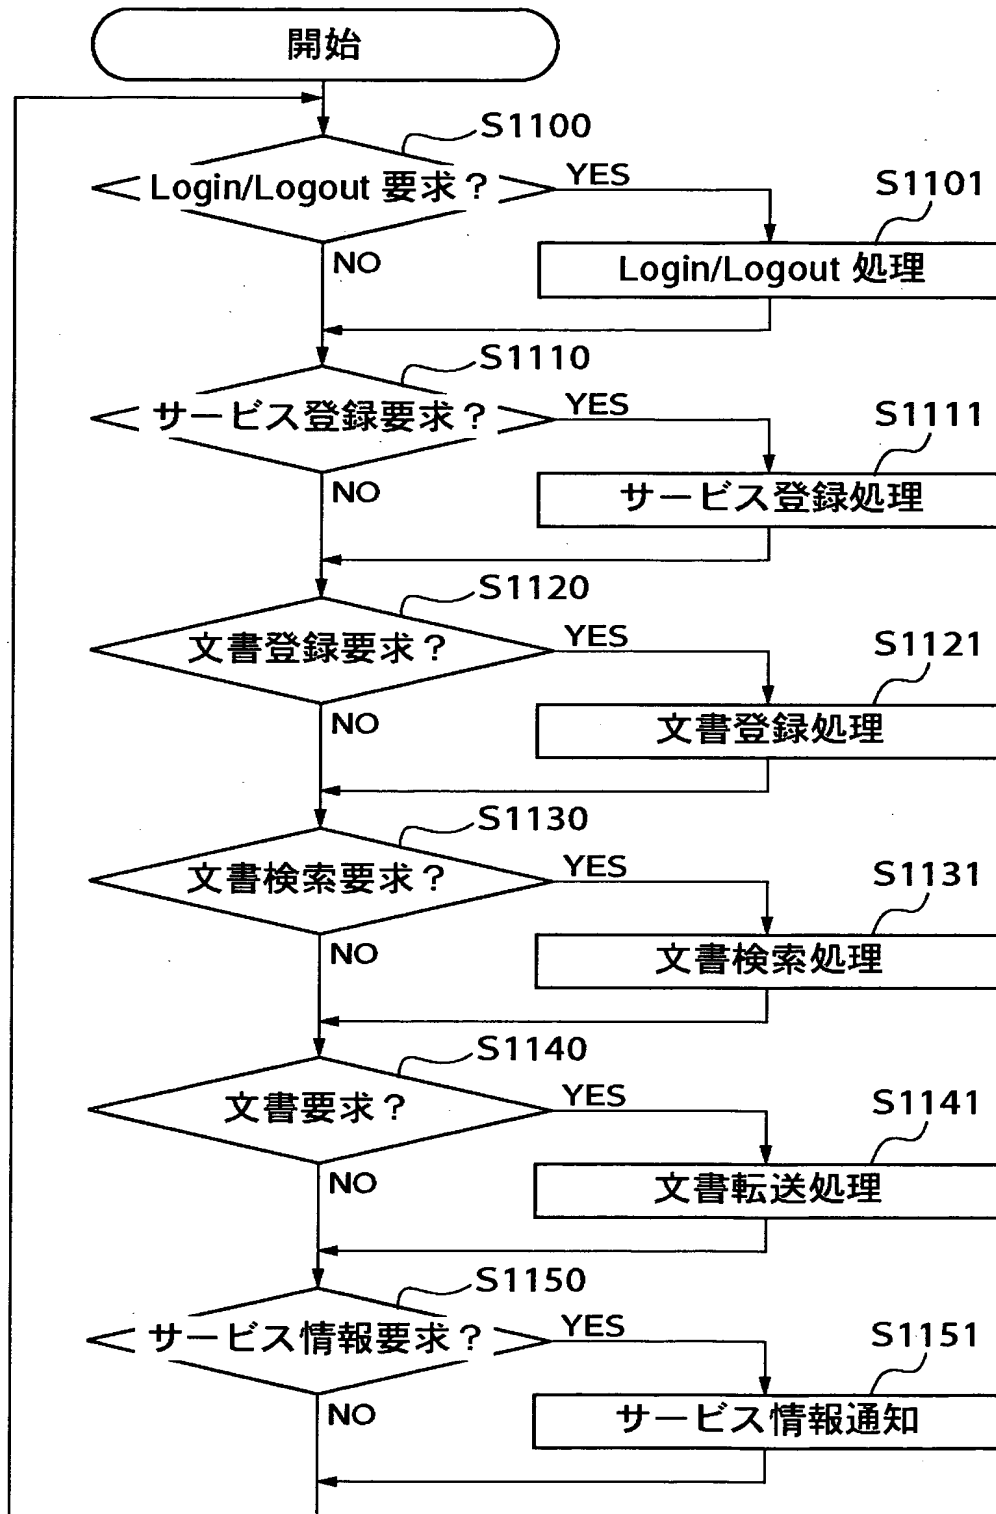 開始
S1100
Login/Logout 要求？
YES
S1101
NO
Login/Logout 処理
S1110
サービス登録要求？
YES
S1111
NO
サービス登録処理
S1120
文書登録要求？
YES
S1121
NO
文書登録処理
S1130
文書検索要求？
YES
S1131
NO
文書検索処理
S1140
文書要求？
YES
S1141
NO
文書転送処理
S1150
サービス情報要求？
YES
S1151
NO
サービス情報通知